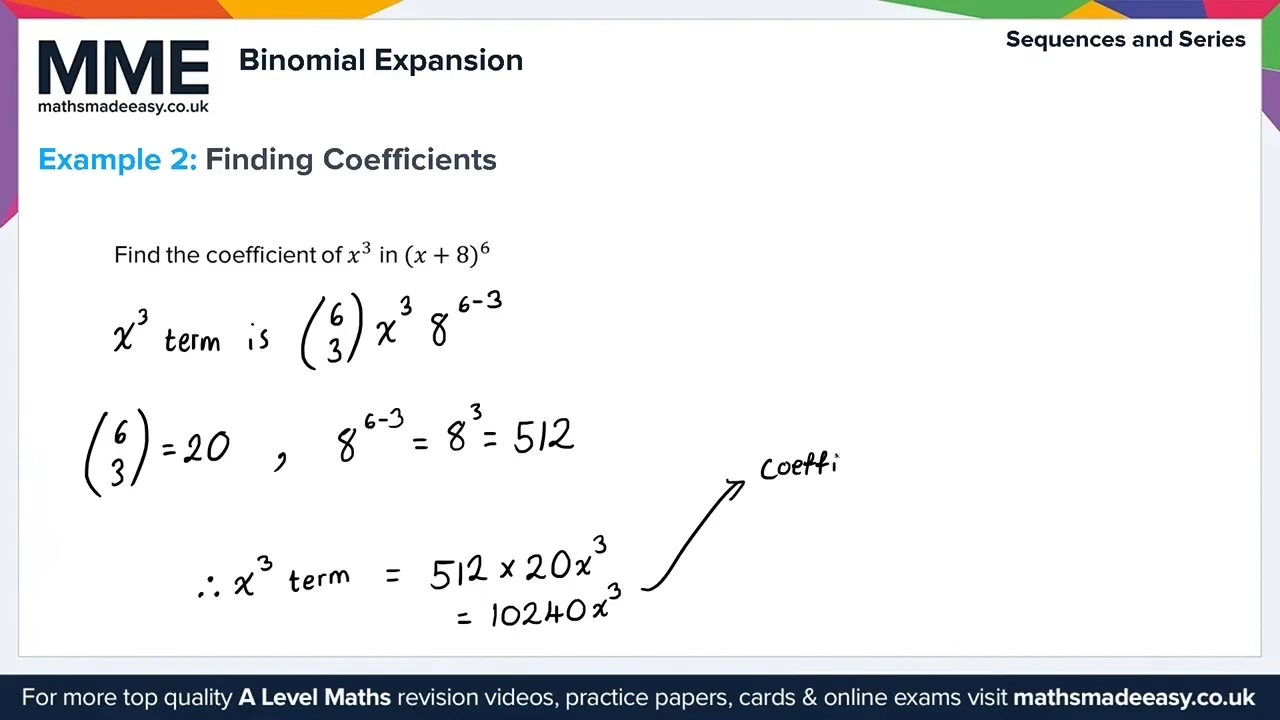 MME
mathsmadeeasy.co.uk
Binomial Expansion
Sequences and Series
Example 2: Finding Coefficients
Find the coefficient of x³ in (x + 8)⁶
x³ term is (6 3) x³ 8⁶⁻³
(6 3) = 20 , 8⁶⁻³ = 8³ = 512
Coeffi
∴ x³ term = 512 × 20x³
= 10240x³
For more top quality A Level Maths revision videos, practice papers, cards & online exams visit mathsmadeeasy.co.uk